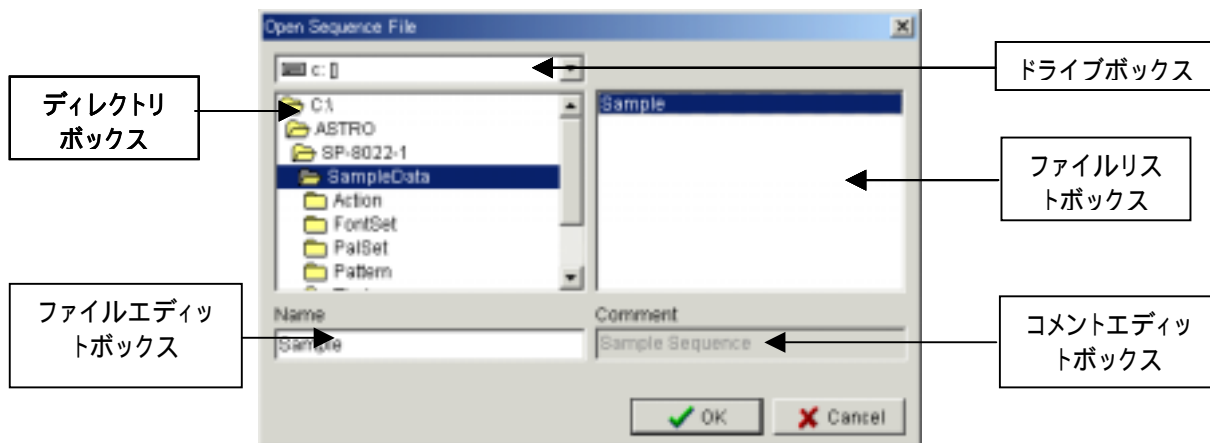 Open Sequence File
c: []
ドライブボックス
ディレクトリ
ボックス
C:\
ASTRO
SP-8022-1
SampleData
Action
FontSet
PalSet
Pattern
Sample
ファイルリス
トボックス
ファイルエディッ
トボックス
Name
Sample
Comment
Sample Sequence
コメントエディッ
トボックス
OK
Cancel